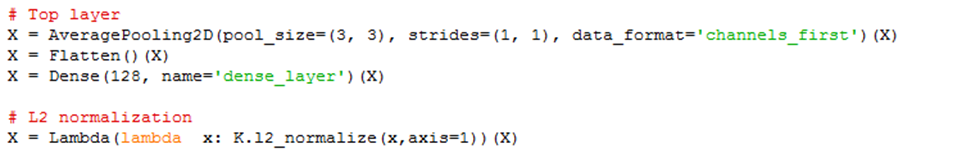 # Top layer
X = AveragePooling2D(pool_size=(3, 3), strides=(1, 1), data_format='channels_first')(X)
X = Flatten()(X)
X = Dense(128, name='dense_layer')(X)
# L2 normalization
X = Lambda(lambda  x: K.l2_normalize(x,axis=1))(X)